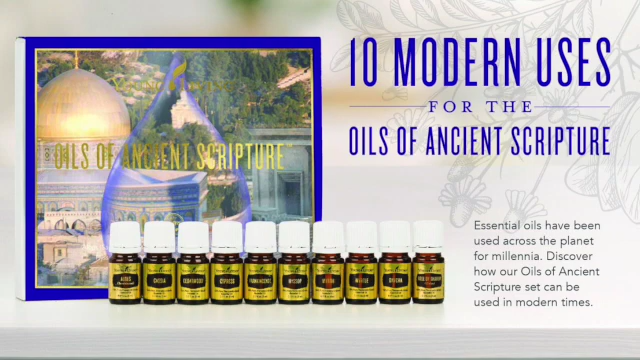 10 MODERN USES
FOR THE
OILS OF ANCIENT SCRIPTURE
OILS OF ANCIENT SCRIPTURE™
Essential oils have been
used across the planet
for millennia. Discover
how our Oils of Ancient
Scripture set can be
used in modern times.
CASSIA
CEDARWOOD
CYPRESS
FRANKINCENSE
HYSSOP
MYRRH
MYRTLE
ONYCHA